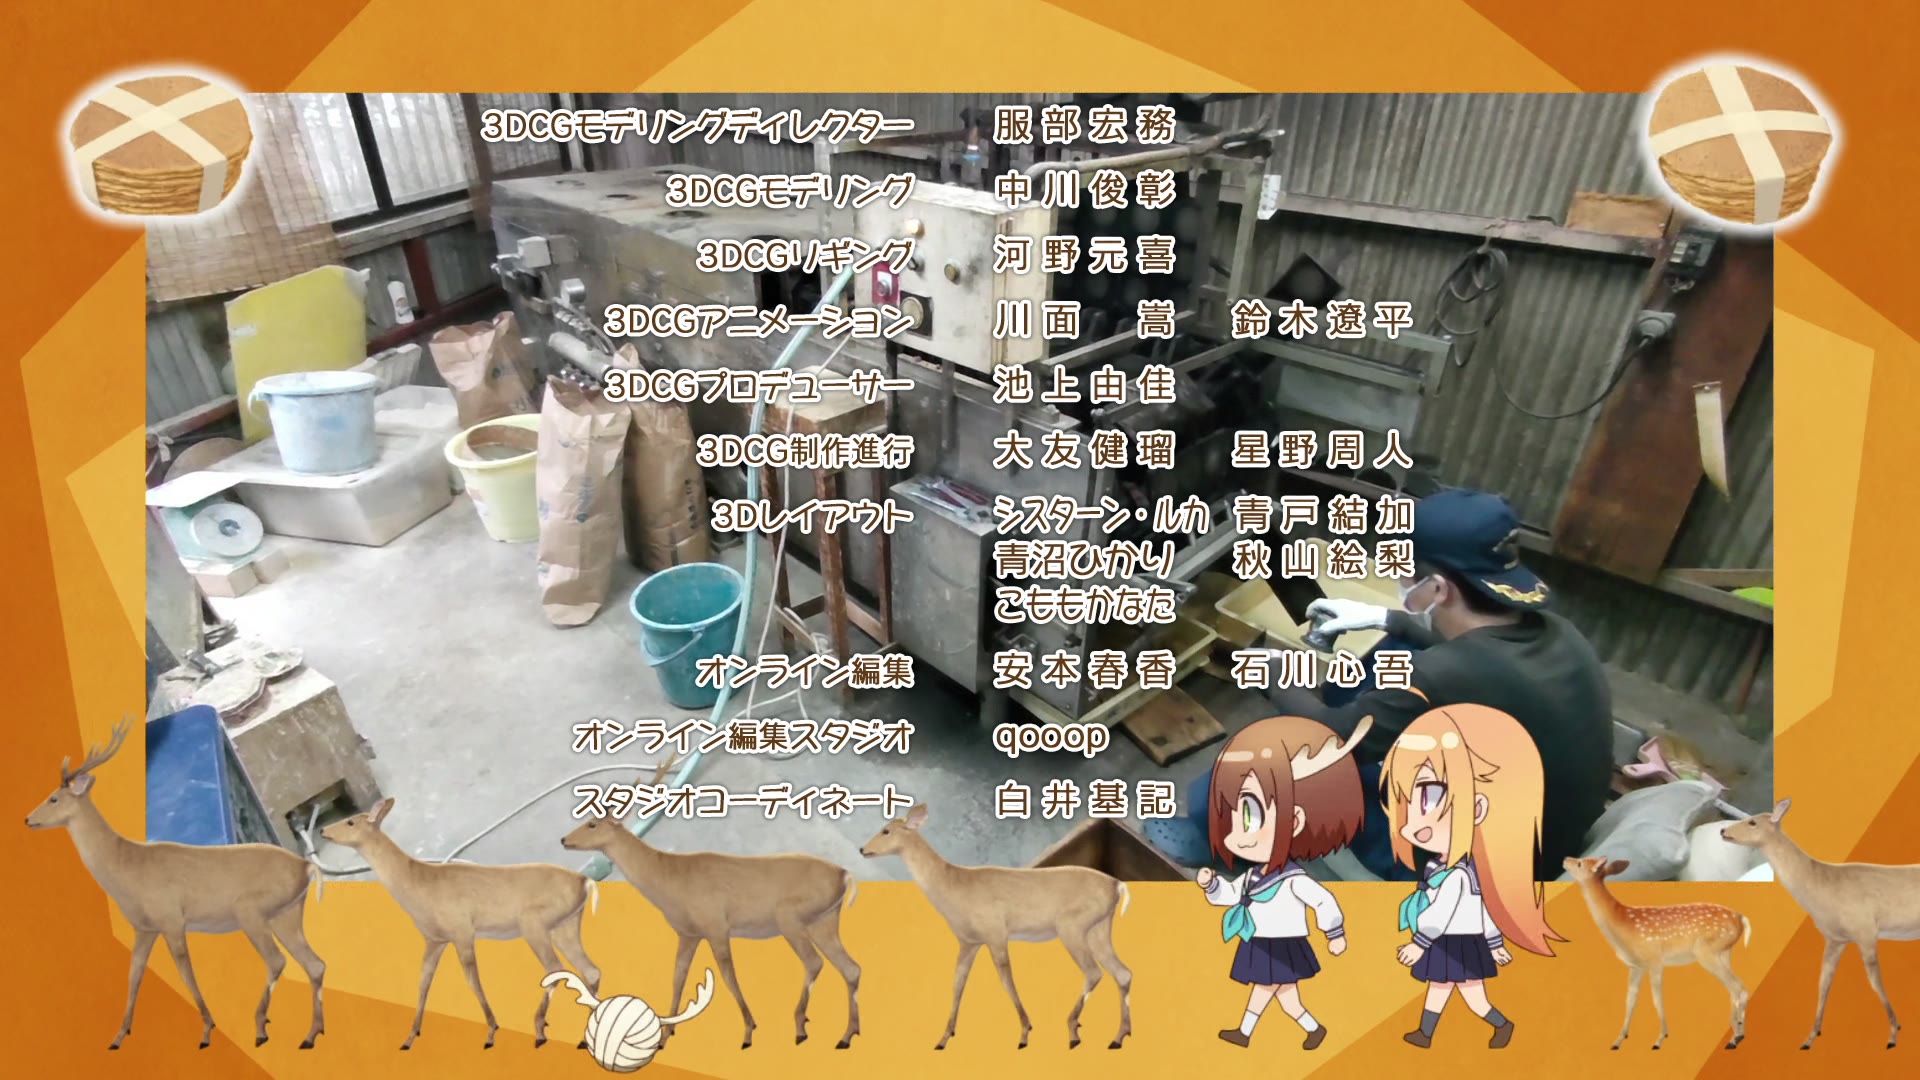 3DCGモデリングディレクター 服部宏務
3DCGモデリング 中川俊彰
3DCGリギング 河野元喜
3DCGアニメーション 川面 嵩 鈴木遼平
3DCGプロデューサー 池上由佳
3DCG制作進行 大友健瑠 星野周人
3Dレイアウト シスターン・ルカ 青戸結加
青沼ひかり 秋山絵梨
こももかなた
オンライン編集 安本春香 石川心吾
オンライン編集スタジオ qooop
スタジオコーディネート 白井基記